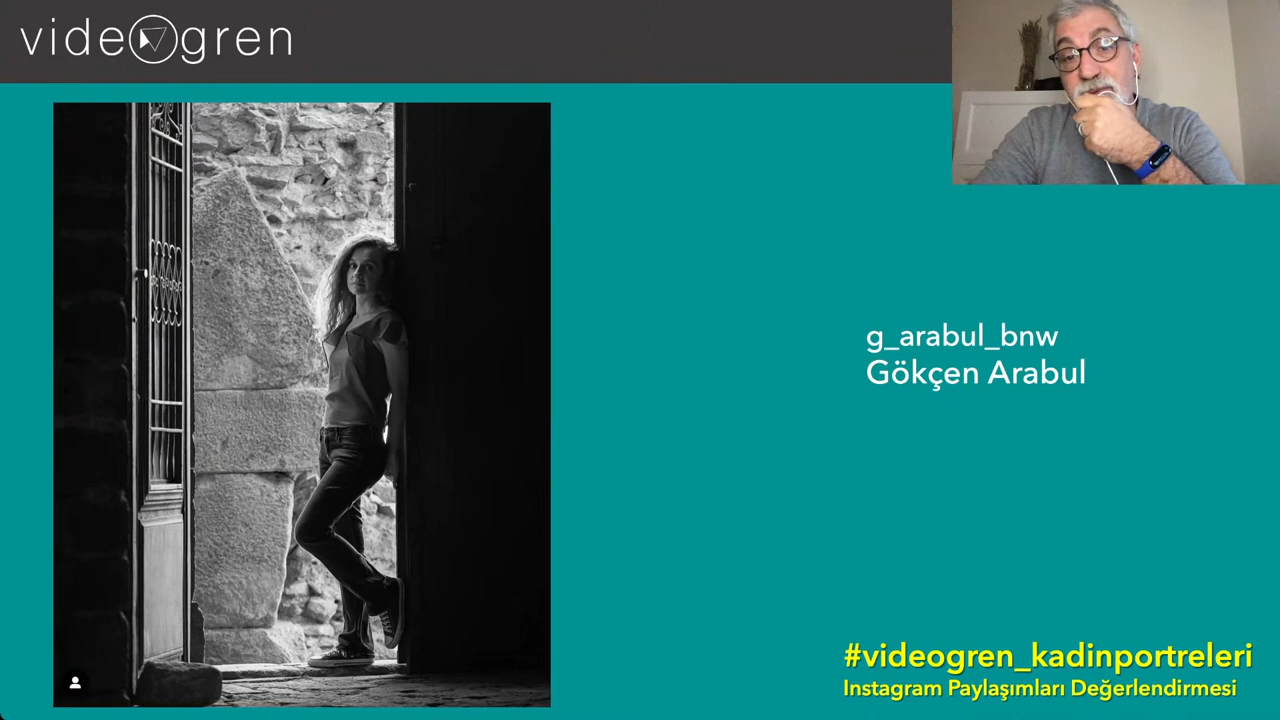 videogren
g_arabul_bnw
Gökçen Arabul
#videogren_kadinportreleri
Instagram Paylaşımları Değerlendirmesi